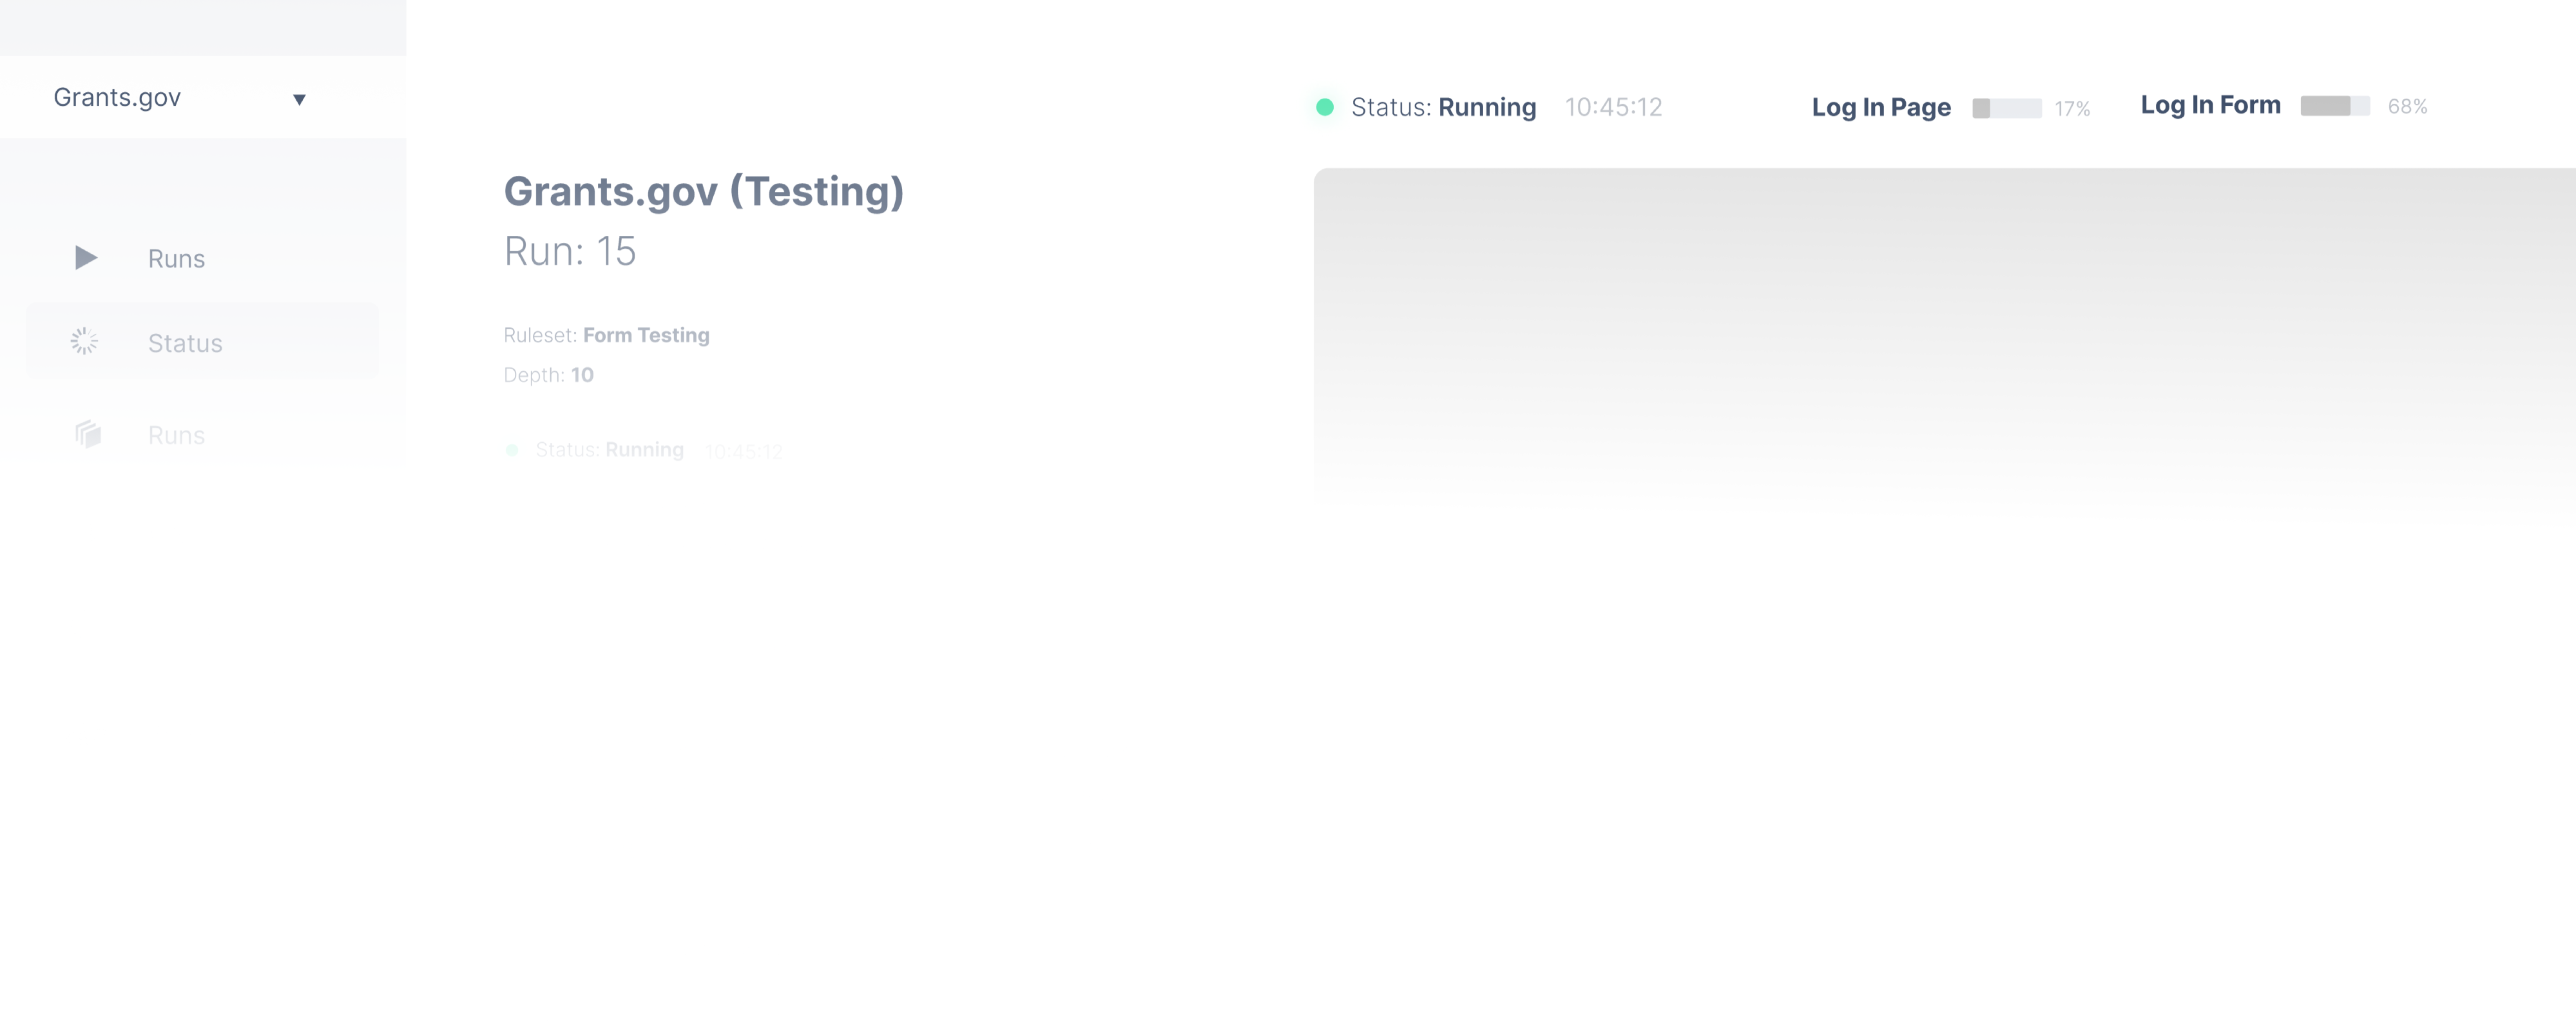 Grants.gov
Runs
Status
Runs
Grants.gov (Testing)
Run: 15
Ruleset: Form Testing
Depth: 10
Status: Running 10:45:12
Status: Running 10:45:12
Log In Page 17%
Log In Form 68%